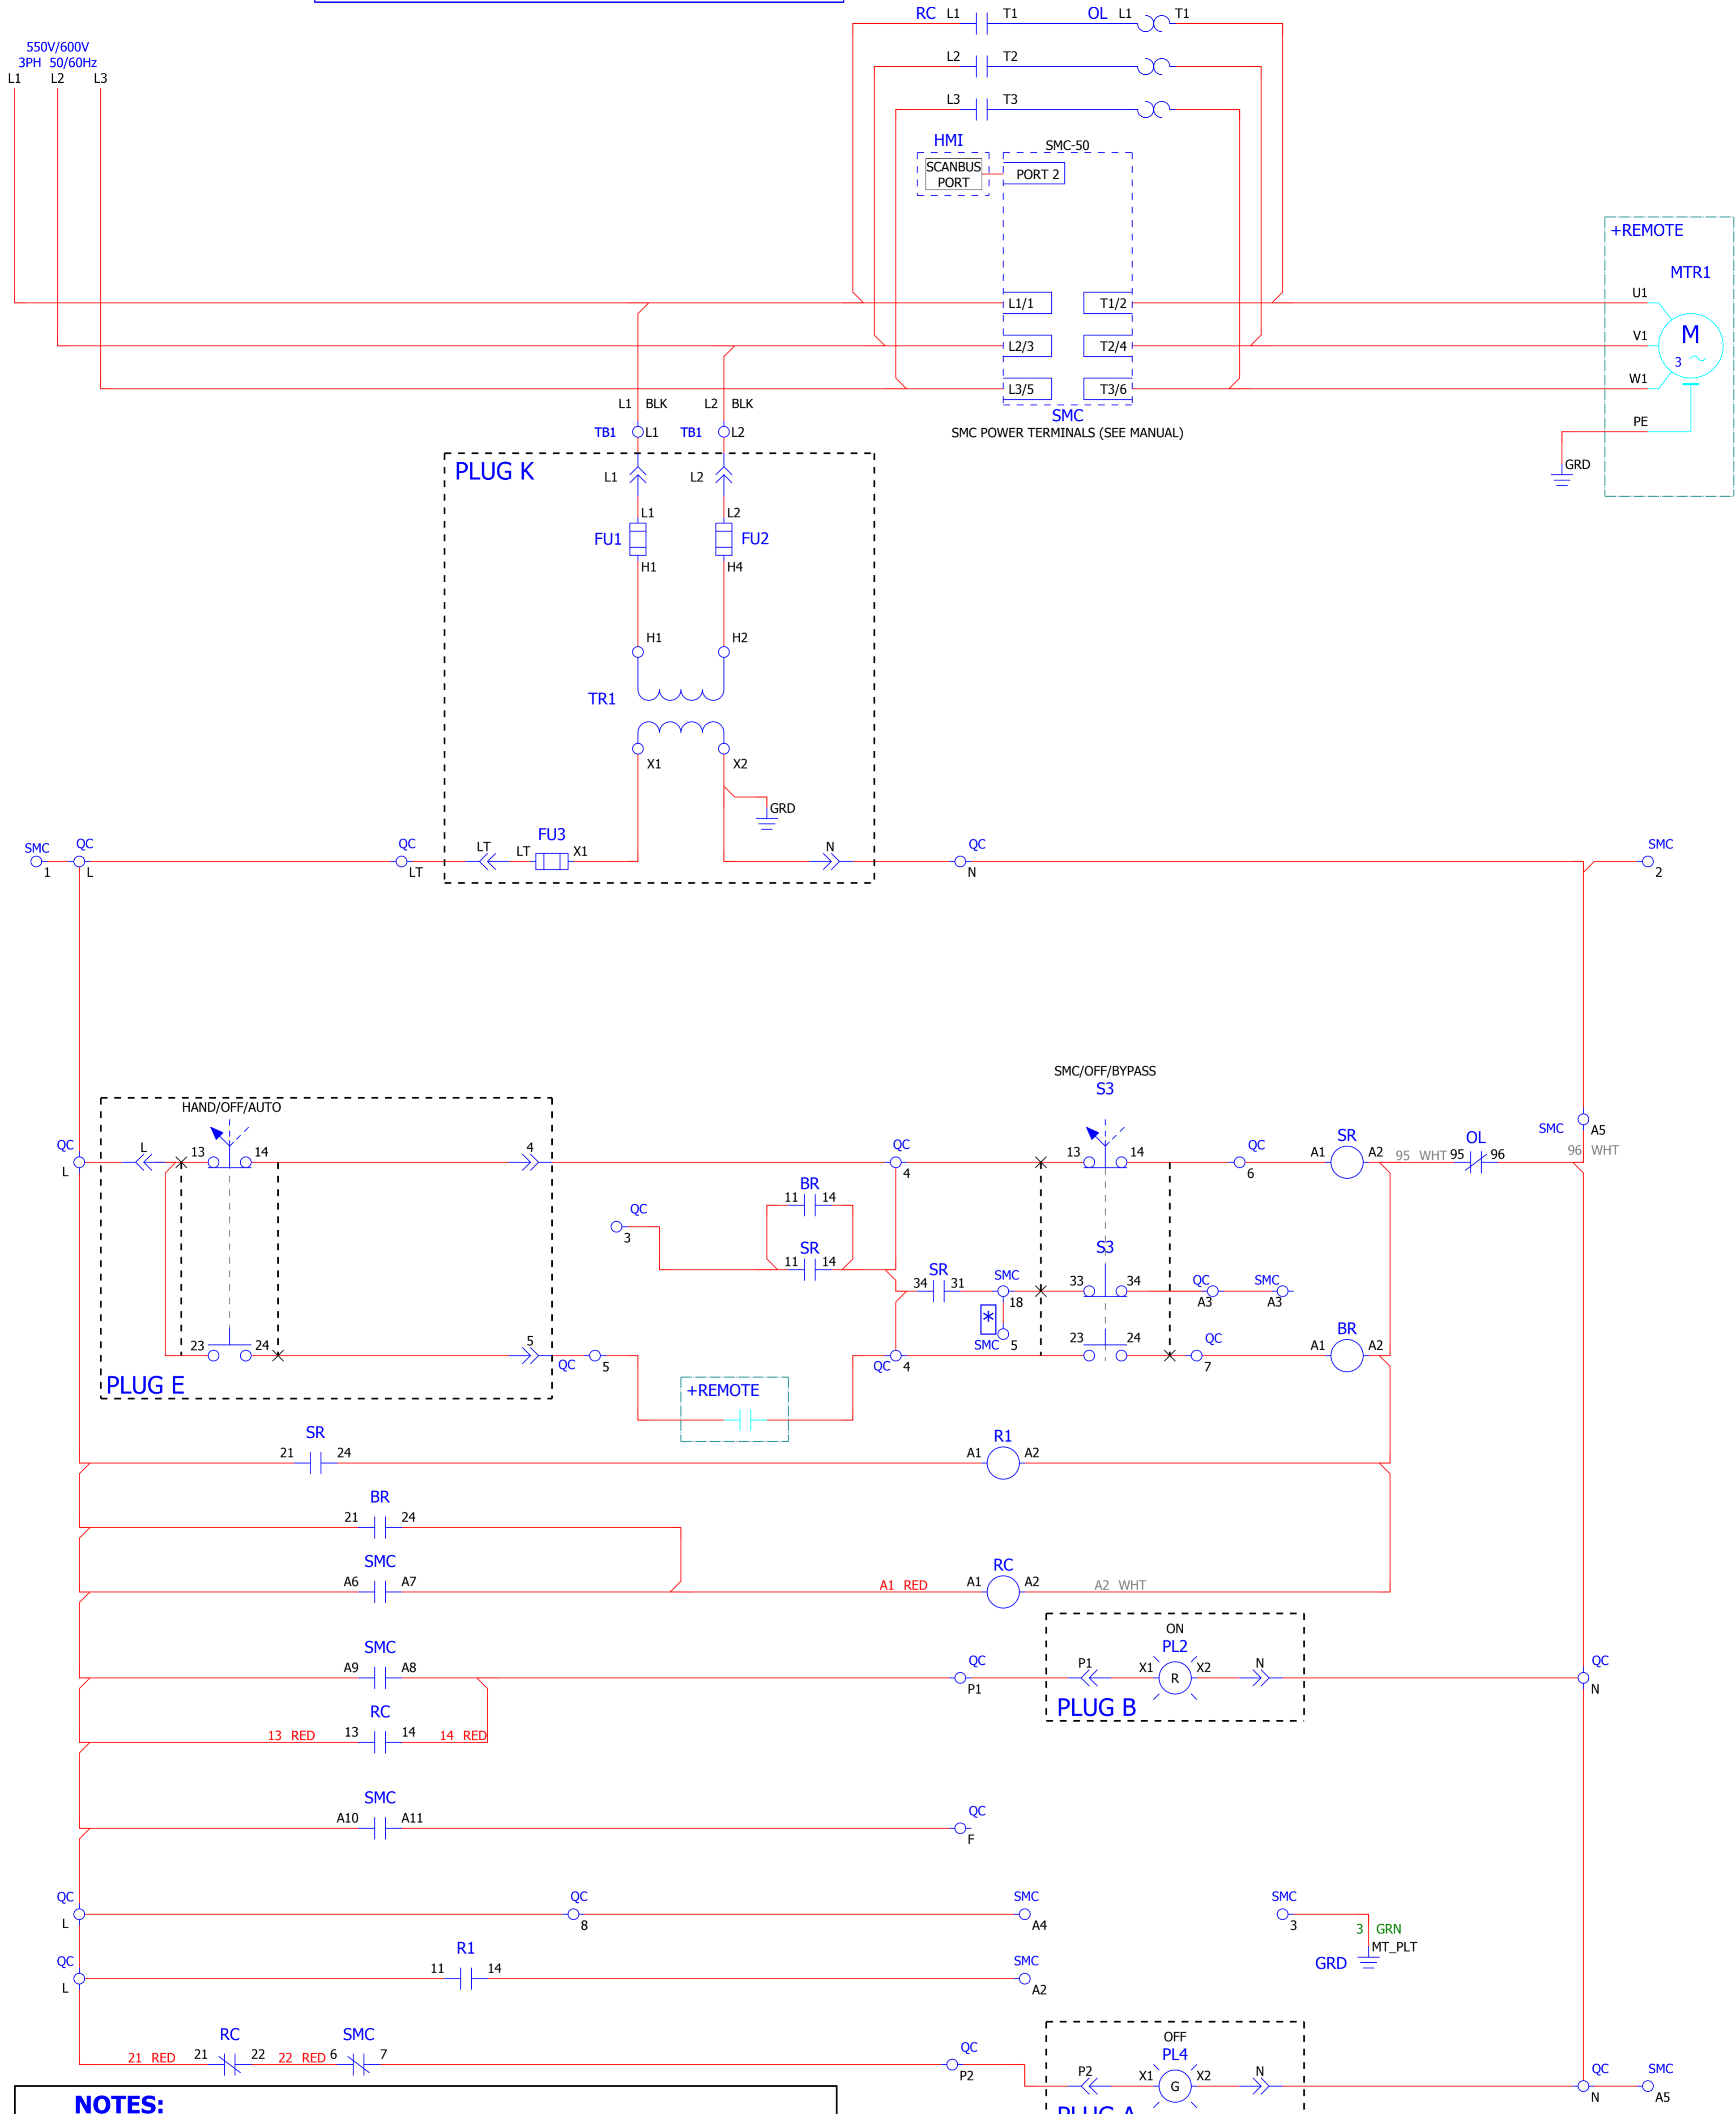 RC L1 T1 OL L1 T1
550V/600V
3PH 50/60Hz
L1 L2 L3
L2 T2
L3 T3
HMI
SMC-50
SCANBUS
PORT
PORT 2
+REMOTE
MTR1
L1/1 T1/2 U1
L2/3 T2/4 V1
M
3
L3/5 T3/6 W1
L1 BLK L2 BLK
SMC
SMC POWER TERMINALS (SEE MANUAL)
PE
TB1 L1 TB1 L2
GRD
PLUG K
L1 L2
L1 L2
FU1 FU2
H1 H4
H1 H2
TR1
X1 X2
GRD
SMC QC QC LT LT FU3 X1 N QC SMC
1 L LT N 2
SMC/OFF/BYPASS
S3
HAND/OFF/AUTO
SMC A5
QC L 13 14 4 QC 13 14 QC SR A1 A2 95 WHT 95 OL 96 96 WHT
L 4 6
BR
11 14
QC
3
SR
11 14
S3
SR
34 31 SMC 33 34 QC SMC
18 A3 A3
*
SMC 5
23 24 5 QC 5 QC 4 23 24 QC 7 BR A1 A2
PLUG E
+REMOTE
SR
21 24
R1
A1 A2
BR
21 24
SMC
A6 A7
RC
A1 RED A1 A2 A2 WHT
ON
PL2
SMC
A9 A8 QC P1 P1 X1 R X2 N QC N
PLUG B
RC
13 RED 13 14 14 RED
SMC
A10 A11 QC
F
QC QC SMC SMC
L 8 A4 3
3 GRN
MT_PLT
GRD
QC R1 SMC
L 11 14 A2
OFF
PL4
RC SMC
21 RED 21 22 22 RED 6 7 QC P2
P2 X1 G X2 N QC SMC
N A5
PLUG A
NOTES: